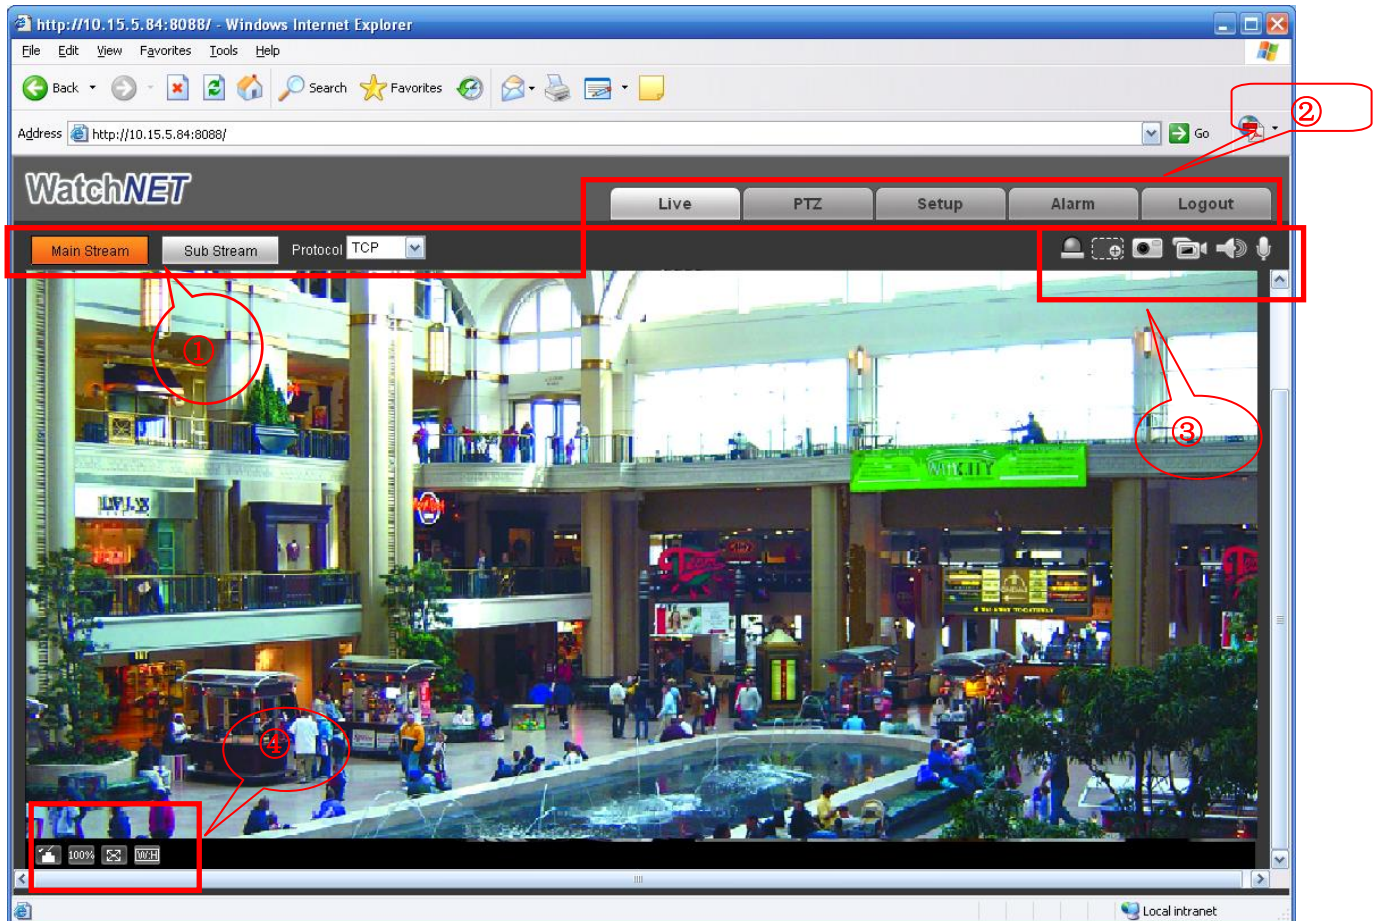 http://10.15.5.84:8088/ - Windows Internet Explorer
File Edit View Favorites Tools Help
Back Search Favorites
Address http://10.15.5.84:8088/ Go
②
WatchNET
Live PTZ Setup Alarm Logout
Main Stream Sub Stream Protocol TCP
①
③
④
100% W:H
Local intranet